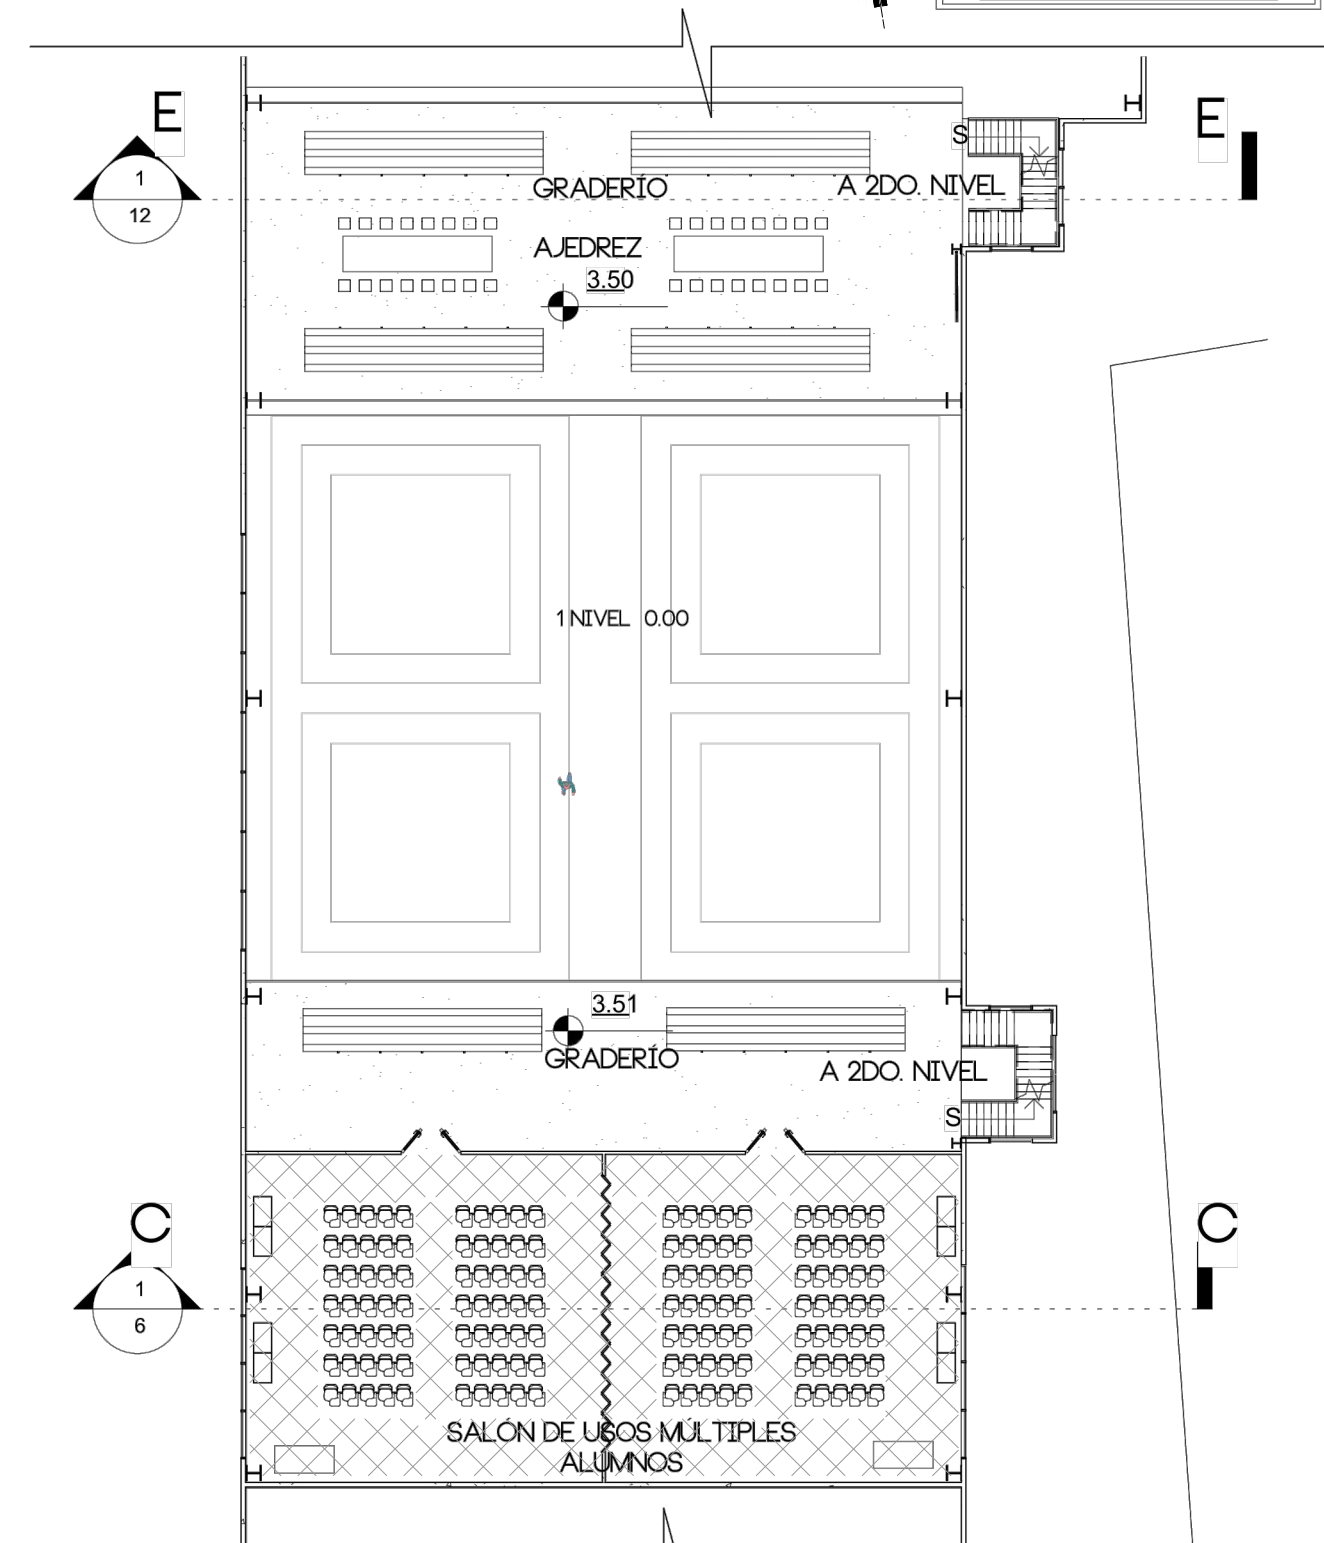 E
E
1
12
S
GRADERÍO
A 2DO. NIVEL
AJEDREZ
3.50
1 NIVEL 0.00
3.51
GRADERÍO
A 2DO. NIVEL
S
C
C
1
6
SALÓN DE USOS MÚLTIPLES
ALUMNOS